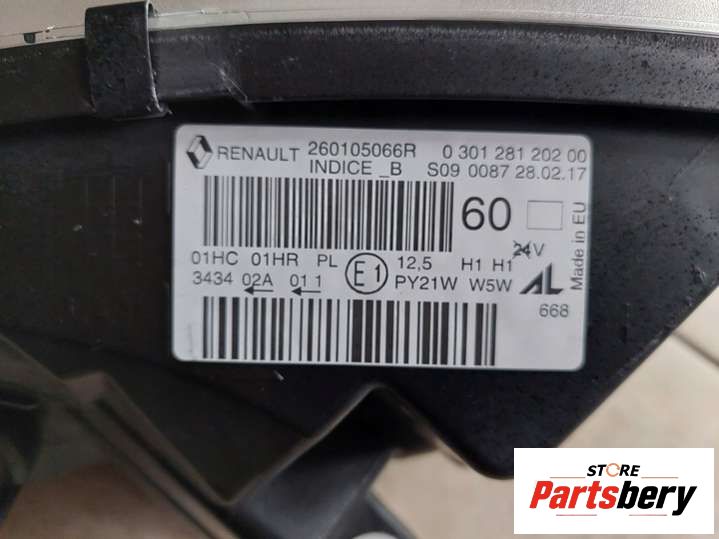 RENAULT 260105066R 0 301 281 202 00
INDICE _B S09 0087 28.02.17
60
24V
Made in EU
01HC 01HR PL E1 12,5 H1 H1
3434 02A 01 1 PY21W W5W AL
668
STORE
Partsbery